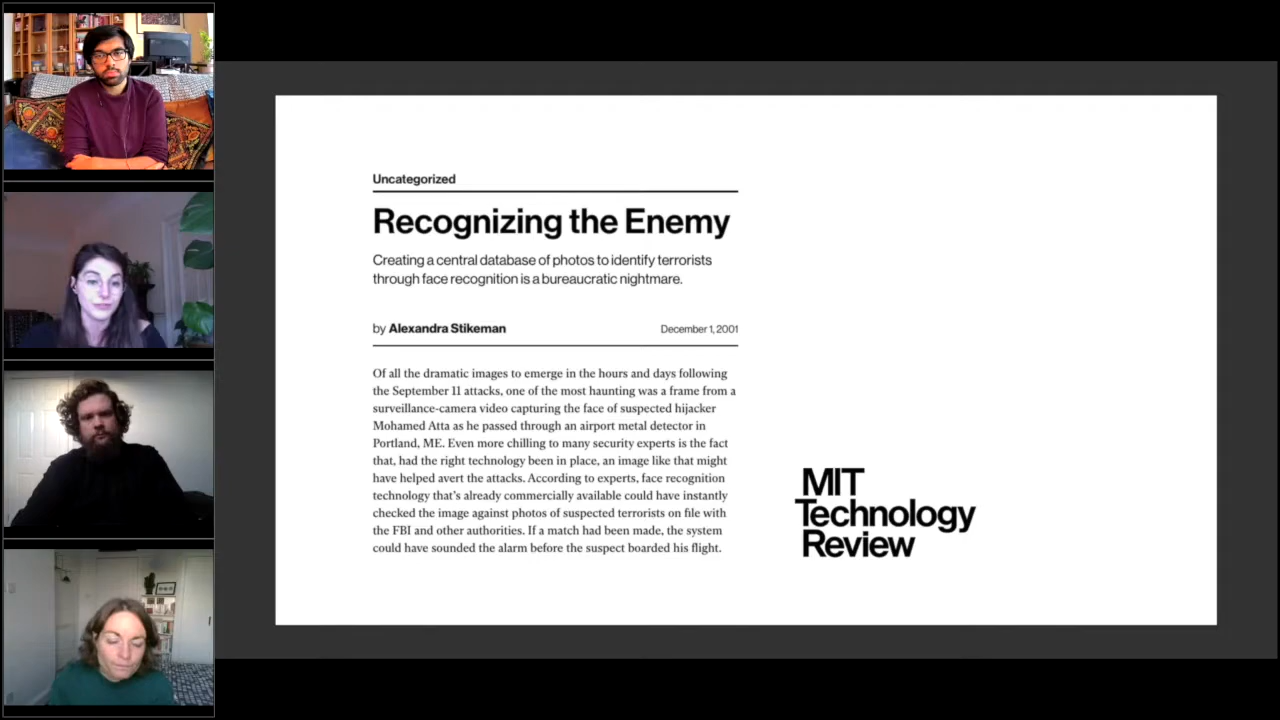 Uncategorized
Recognizing the Enemy
Creating a central database of photos to identify terrorists
through face recognition is a bureaucratic nightmare.
by Alexandra Stikeman
December 1, 2001
Of all the dramatic images to emerge in the hours and days following
the September 11 attacks, one of the most haunting was a frame from a
surveillance-camera video capturing the face of suspected hijacker
Mohamed Atta as he passed through an airport metal detector in
Portland, ME. Even more chilling to many security experts is the fact
that, had the right technology been in place, an image like that might
have helped avert the attacks. According to experts, face recognition
technology that’s already commercially available could have instantly
checked the image against photos of suspected terrorists on file with
the FBI and other authorities. If a match had been made, the system
could have sounded the alarm before the suspect boarded his flight.
MIT
Technology
Review